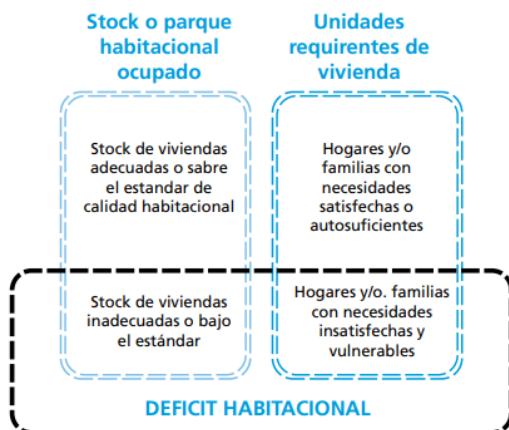 Stock o parque
habitacional
ocupado
Unidades
requirentes de
vivienda
Stock de viviendas
adecuadas o sabre
el estandar de
calidad habitacional
Hogares y/o
familias con
necesidades
satisfechas o
autosuficientes
Stock de viviendas
inadecuadas o bajo
el estándar
Hogares y/o. familias
con necesidades
insatisfechas y
vulnerables
DEFICIT HABITACIONAL